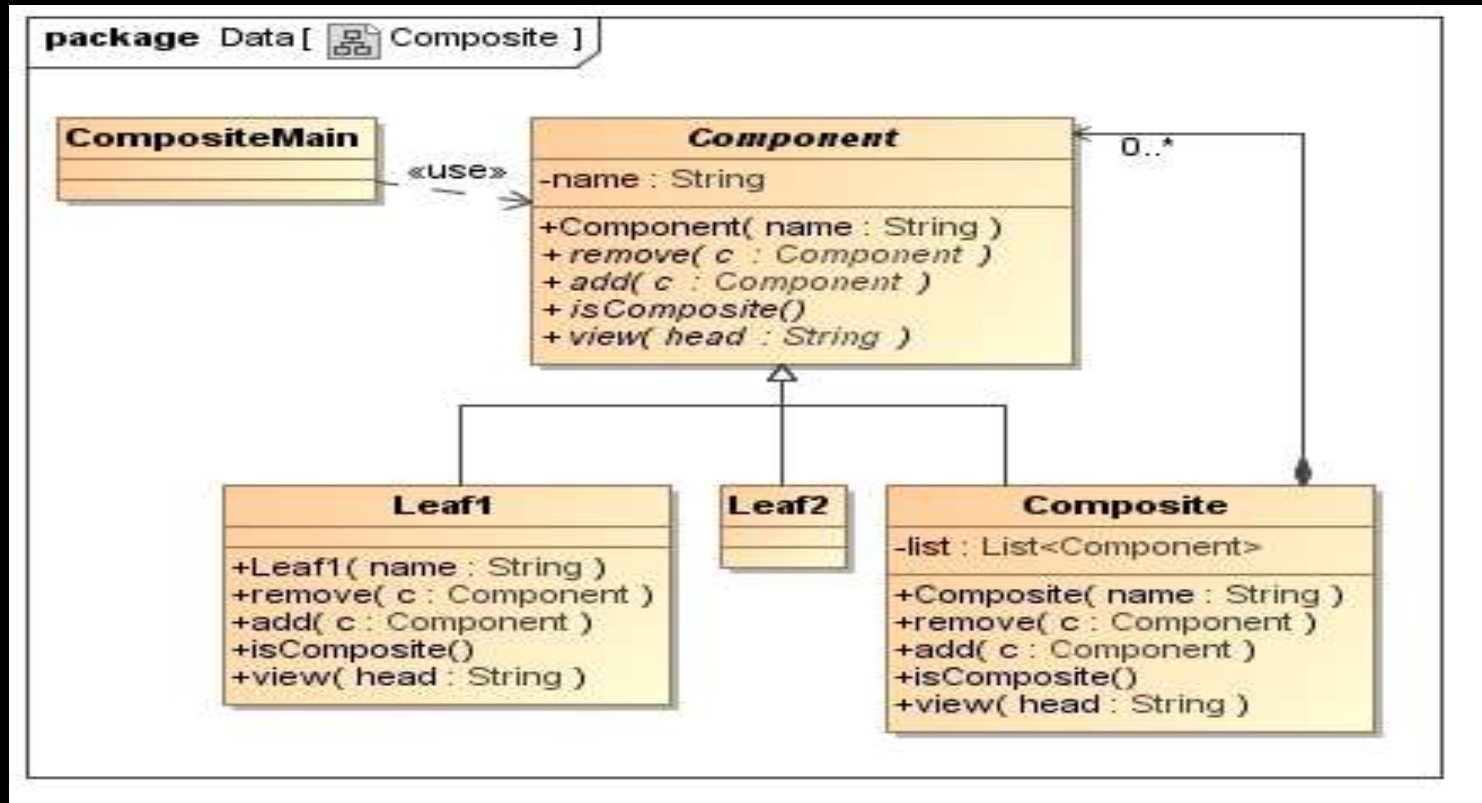 package Data [ Composite ]
CompositeMain
«use»
Component
-name : String
+Component( name : String )
+remove( c : Component )
+add( c : Component )
+isComposite()
+view( head : String )
0..*
Leaf1
+Leaf1( name : String )
+remove( c : Component )
+add( c : Component )
+isComposite()
+view( head : String )
Leaf2
Composite
-list : List<Component>
+Composite( name : String )
+remove( c : Component )
+add( c : Component )
+isComposite()
+view( head : String )